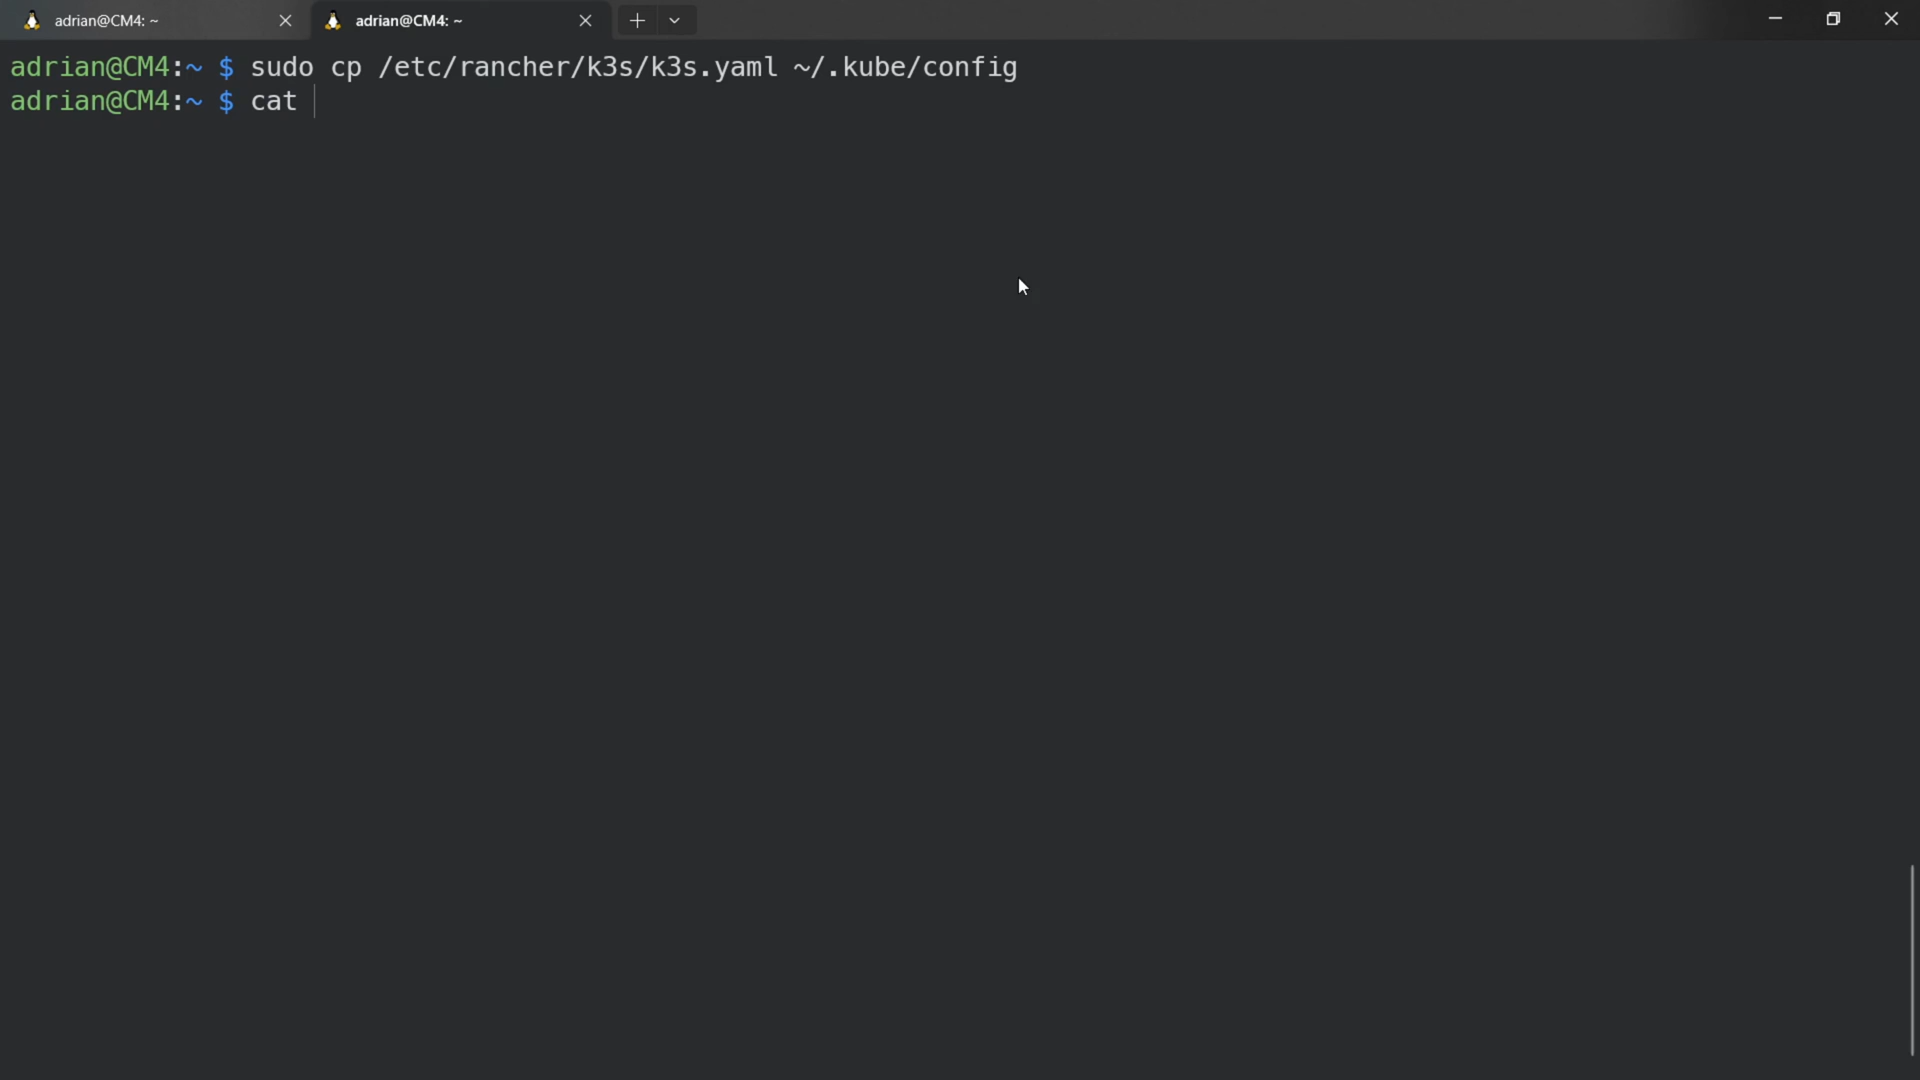 adrian@CM4: ~
adrian@CM4: ~
adrian@CM4:~ $ sudo cp /etc/rancher/k3s/k3s.yaml ~/.kube/config
adrian@CM4:~ $ cat